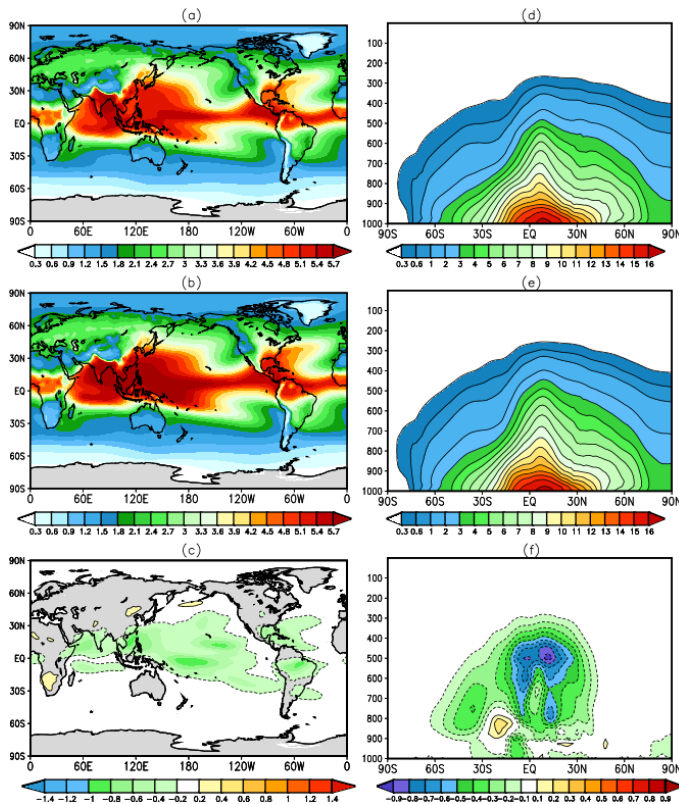 (a)
90N
60N
30N
EQ
30S
60S
90S
0 60E 120E 180 120W 60W 0
0.3 0.6 0.9 1.2 1.5 1.8 2.1 2.4 2.7 3 3.3 3.6 3.9 4.2 4.5 4.8 5.1 5.4 5.7
(d)
100
200
300
400
500
600
700
800
900
1000
90S 60S 30S EQ 30N 60N 90N
0.3 0.6 1 2 3 4 5 6 7 8 9 10 11 12 13 14 15 16
(b)
90N
60N
30N
EQ
30S
60S
90S
0 60E 120E 180 120W 60W 0
0.3 0.6 0.9 1.2 1.5 1.8 2.1 2.4 2.7 3 3.3 3.6 3.9 4.2 4.5 4.8 5.1 5.4 5.7
(e)
100
200
300
400
500
600
700
800
900
1000
90S 60S 30S EQ 30N 60N 90N
0.3 0.6 1 2 3 4 5 6 7 8 9 10 11 12 13 14 15 16
(c)
90N
60N
30N
EQ
30S
60S
90S
0 60E 120E 180 120W 60W 0
-1.4 -1.2 -1 -0.8 -0.6 -0.4 -0.2 0.2 0.4 0.6 0.8 1 1.2 1.4
(f)
100
200
300
400
500
600
700
800
900
1000
90S 60S 30S EQ 30N 60N 90N
-0.9 -0.8 -0.7 -0.6 -0.5 -0.4 -0.3 -0.2 -0.1 0.1 0.2 0.3 0.4 0.5 0.6 0.7 0.8 0.9